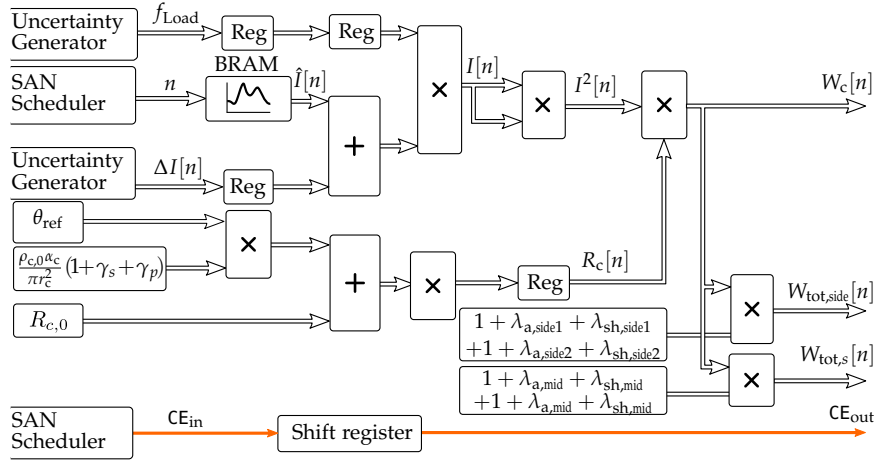 Uncertainty
Generator
f_Load
Reg
Reg
SAN
Scheduler
n
BRAM
Î[n]
×
I[n]
×
I²[n]
×
W_c[n]
+
Uncertainty
Generator
ΔI[n]
Reg
θ_ref
×
ρ_c,0 α_c / π r_c² (1+γ_s+γ_p)
+
×
Reg
R_c[n]
R_c,0
1 + λ_a,side1 + λ_sh,side1
+1 + λ_a,side2 + λ_sh,side2
×
W_tot,side[n]
1 + λ_a,mid + λ_sh,mid
+1 + λ_a,mid + λ_sh,mid
×
W_tot,s[n]
SAN
Scheduler
CE_in
Shift register
CE_out